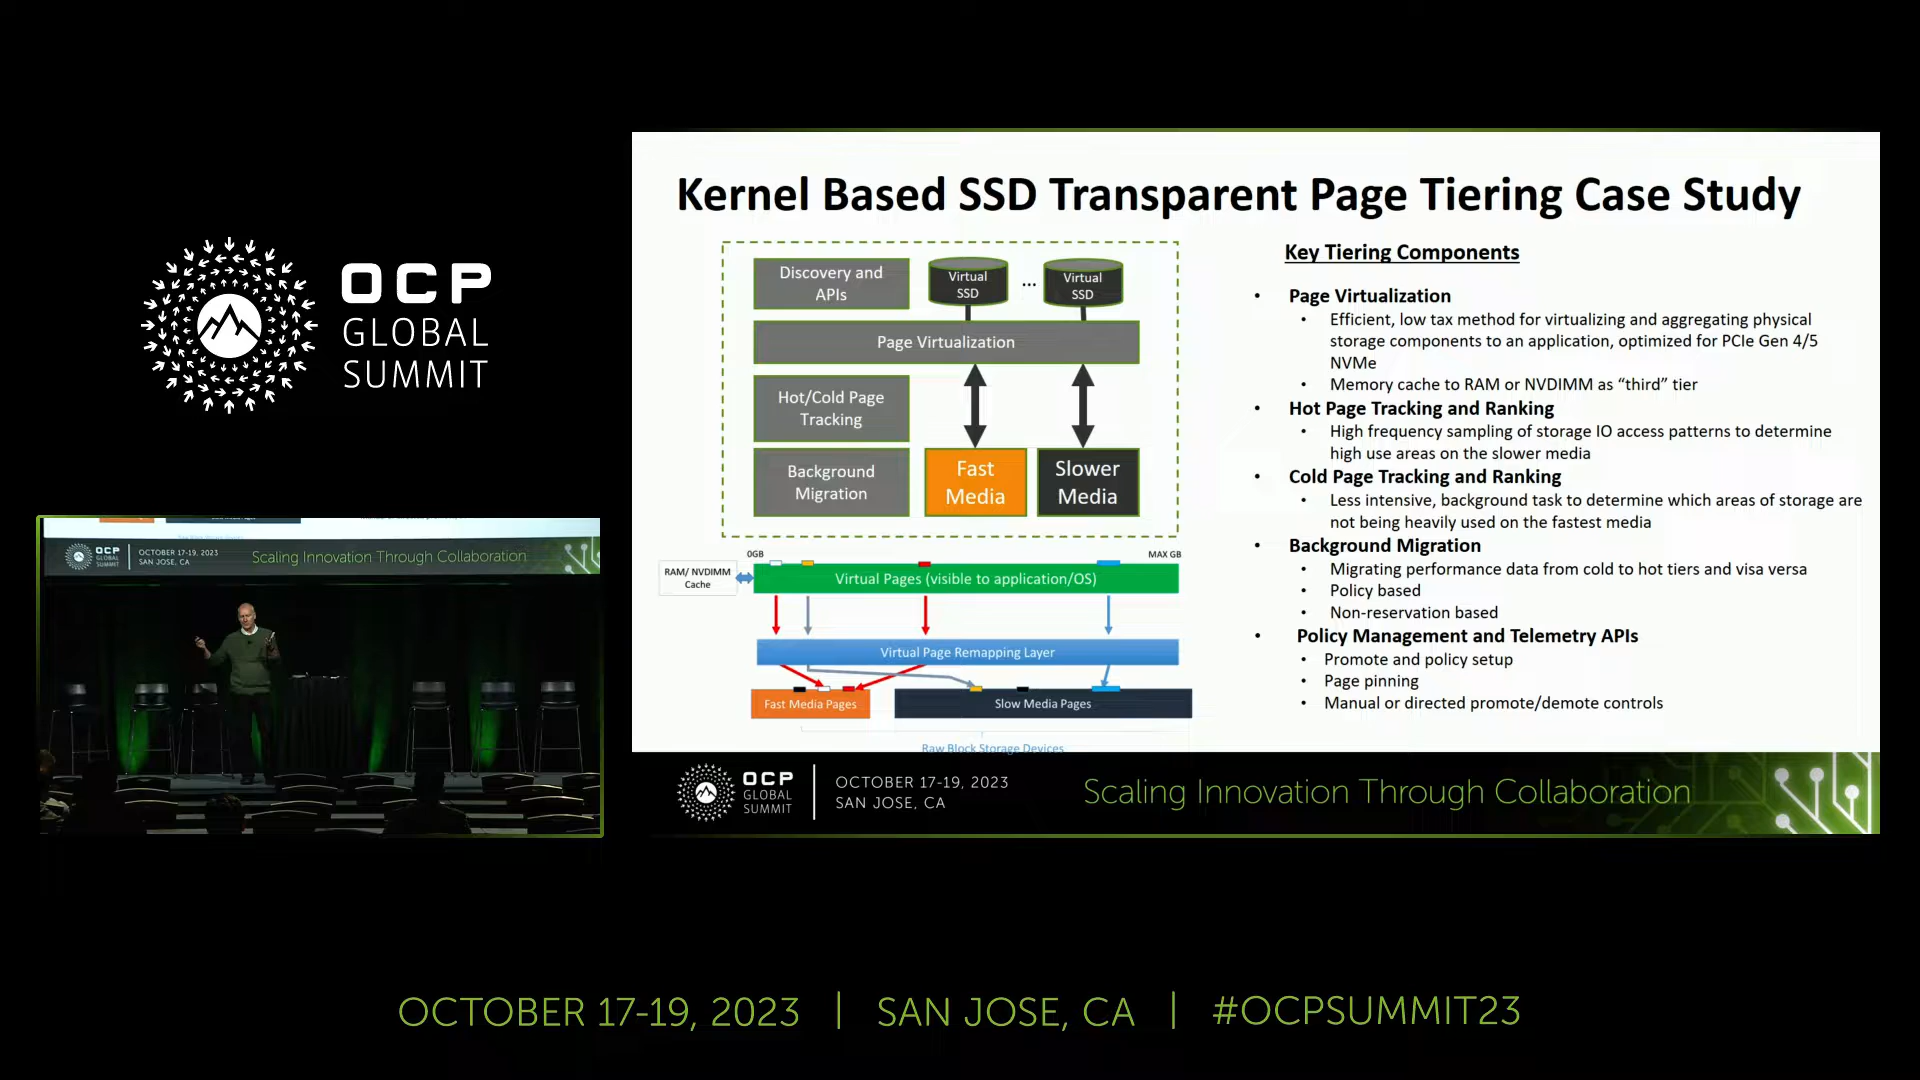 OCP
GLOBAL
SUMMIT
OCP
GLOBAL
SUMMIT
OCTOBER 17-19, 2023
SAN JOSE, CA
Scaling Innovation Through Collaboration
Kernel Based SSD Transparent Page Tiering Case Study
Discovery and
APIs
Virtual
SSD
...
Virtual
SSD
Page Virtualization
Hot/Cold Page
Tracking
Background
Migration
Fast
Media
Slower
Media
0GB
MAX GB
RAM/ NVDIMM
Cache
Virtual Pages (visible to application/OS)
Virtual Page Remapping Layer
Fast Media Pages
Slow Media Pages
Raw Block Storage Devices
Key Tiering Components
• Page Virtualization
• Efficient, low tax method for virtualizing and aggregating physical
storage components to an application, optimized for PCIe Gen 4/5
NVMe
• Memory cache to RAM or NVDIMM as “third” tier
• Hot Page Tracking and Ranking
• High frequency sampling of storage IO access patterns to determine
high use areas on the slower media
• Cold Page Tracking and Ranking
• Less intensive, background task to determine which areas of storage are
not being heavily used on the fastest media
• Background Migration
• Migrating performance data from cold to hot tiers and visa versa
• Policy based
• Non-reservation based
• Policy Management and Telemetry APIs
• Promote and policy setup
• Page pinning
• Manual or directed promote/demote controls
OCP
GLOBAL
SUMMIT
OCTOBER 17-19, 2023
SAN JOSE, CA
Scaling Innovation Through Collaboration
OCTOBER 17-19, 2023 | SAN JOSE, CA | #OCPSUMMIT23